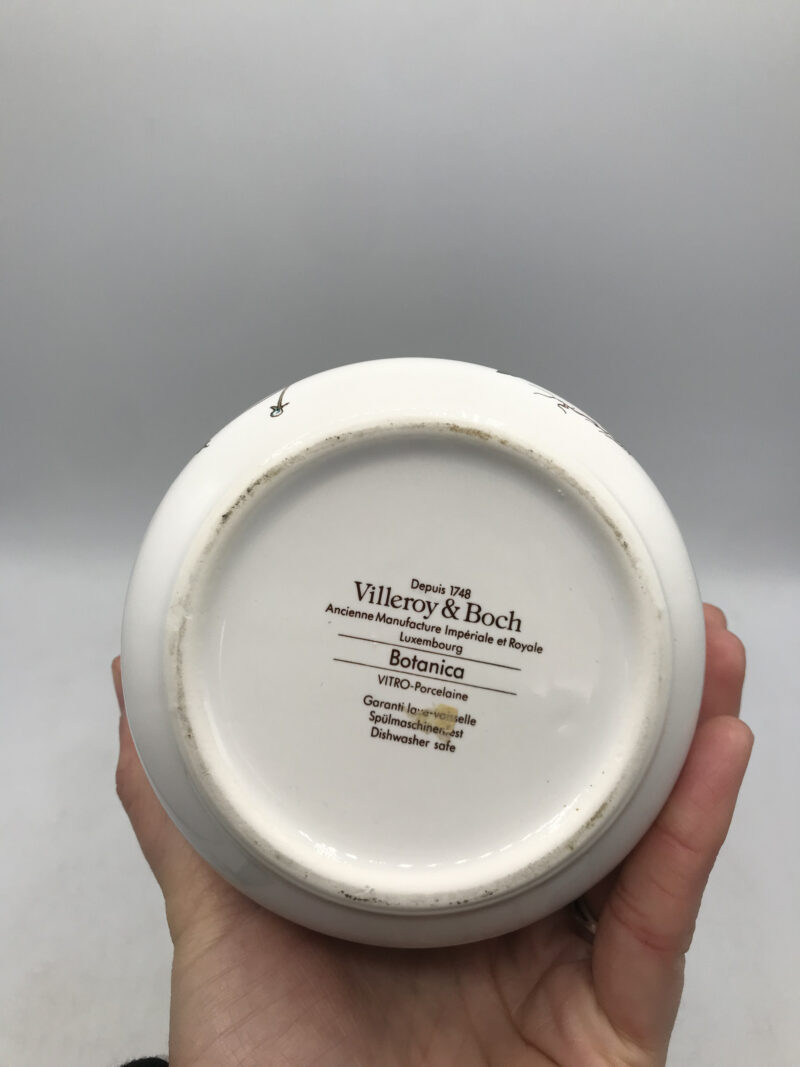 Depuis 1748
Villeroy & Boch
Ancienne Manufacture Impériale et Royale
Luxembourg
Botanica
VITRO-Porcelaine
Garanti lave-vaisselle
Spülmaschinenfest
Dishwasher safe